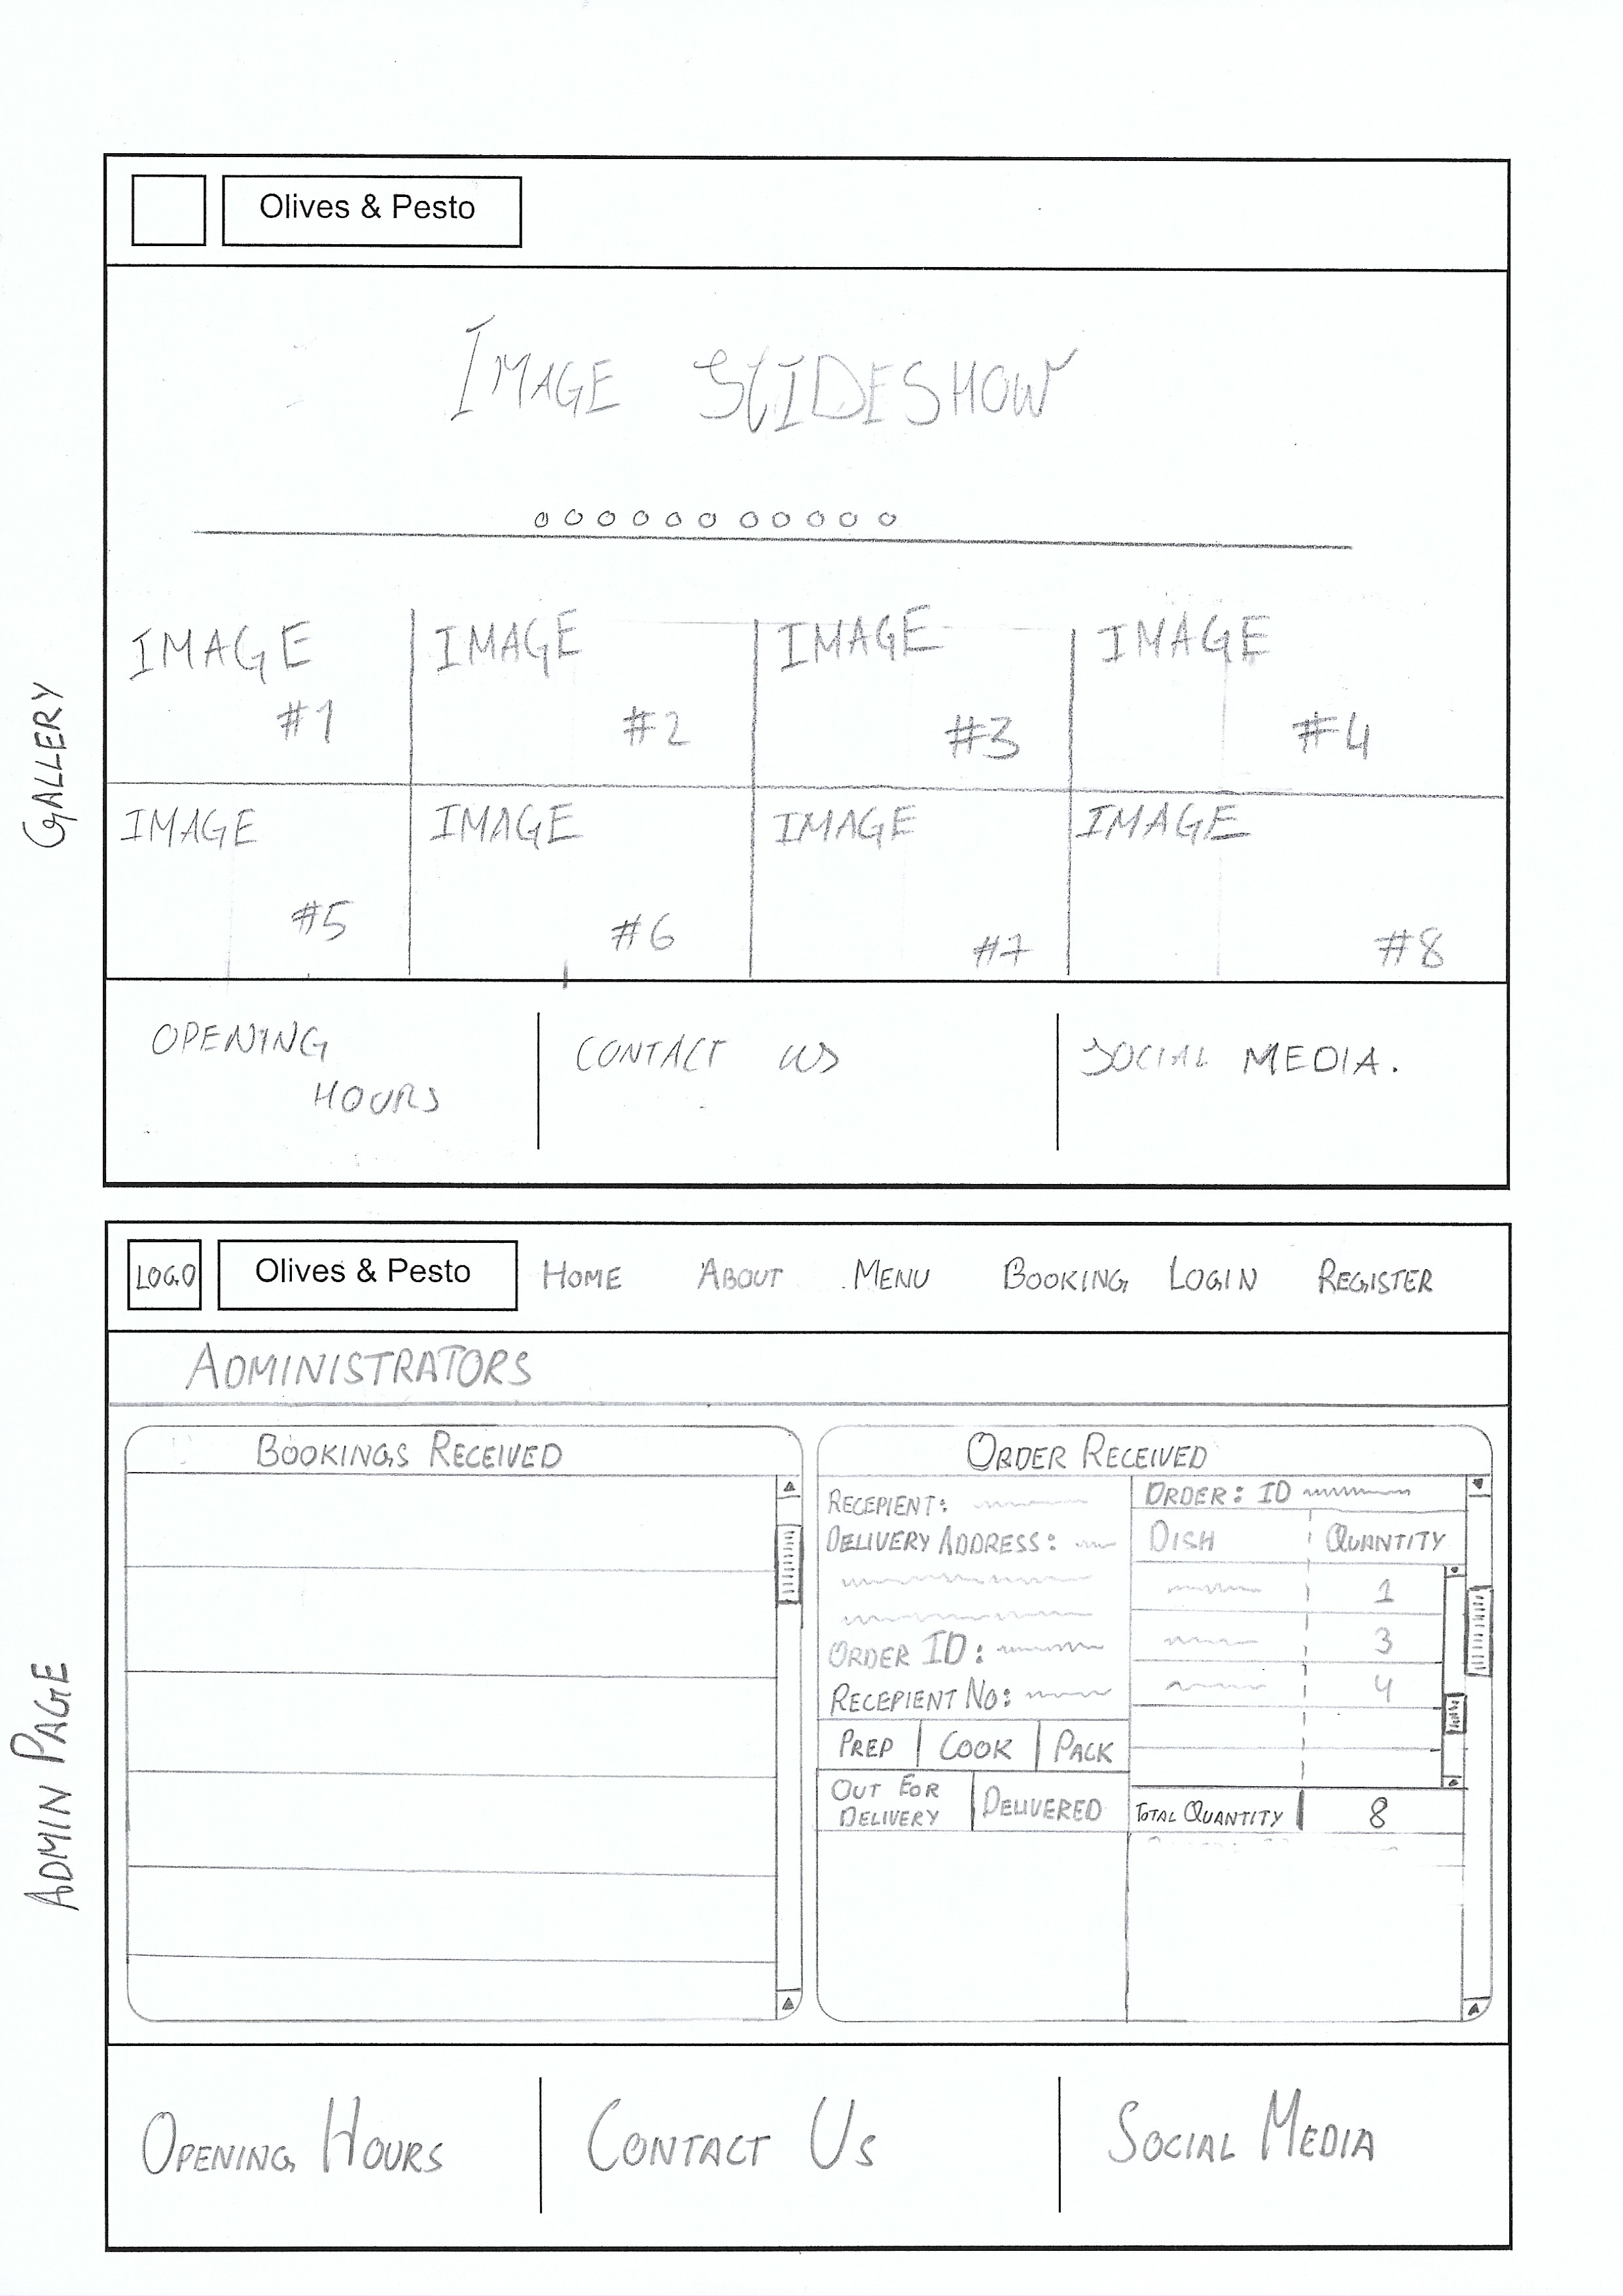 GALLERY
Olives & Pesto
IMAGE SLIDESHOW
IMAGE IMAGE IMAGE IMAGE
#1 #2 #3 #4
IMAGE IMAGE IMAGE IMAGE
#5 #6 #7 #8
OPENING HOURS
CONTACT US
SOCIAL MEDIA.
ADMIN PAGE
LOGO Olives & Pesto HOME ABOUT MENU BOOKING LOGIN REGISTER
ADMINISTRATORS
BOOKINGS RECEIVED
ORDER RECEIVED
RECEPIENT:
DELIVERY ADDRESS:
ORDER ID:
RECEPIENT NO:
PREP COOK PACK
OUT FOR DELIVERY
DELIVERED
ORDER: ID
DISH QUANTITY
1
3
4
TOTAL QUANTITY 8
OPENING HOURS CONTACT US SOCIAL MEDIA